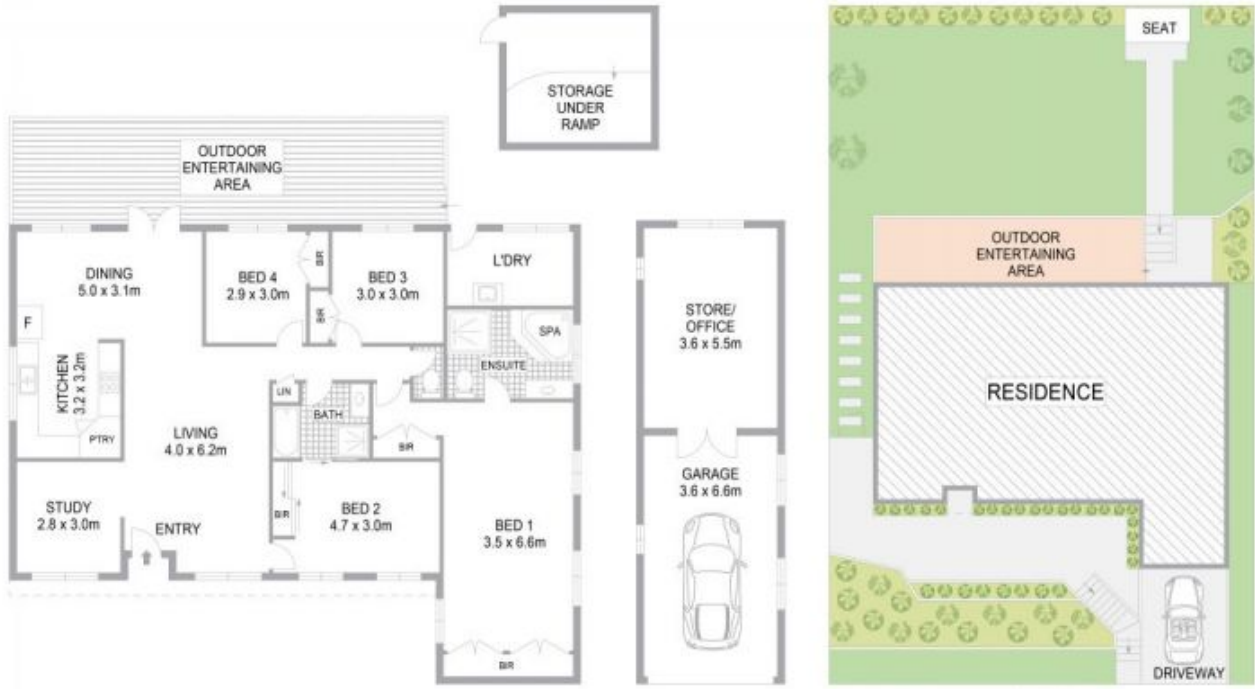 STORAGE
UNDER
RAMP
OUTDOOR
ENTERTAINING
AREA
DINING
5.0 x 3.1m
BED 4
2.9 x 3.0m
BIR
BIR
BED 3
3.0 x 3.0m
L'DRY
F
KITCHEN
3.2 x 3.2m
PTRY
SPA
ENSUITE
LIN
BATH
LIVING
4.0 x 6.2m
BIR
STUDY
2.8 x 3.0m
ENTRY
BIR
BED 2
4.7 x 3.0m
BED 1
3.5 x 6.6m
BIR
STORE/
OFFICE
3.6 x 5.5m
GARAGE
3.6 x 6.6m
SEAT
OUTDOOR
ENTERTAINING
AREA
RESIDENCE
DRIVEWAY